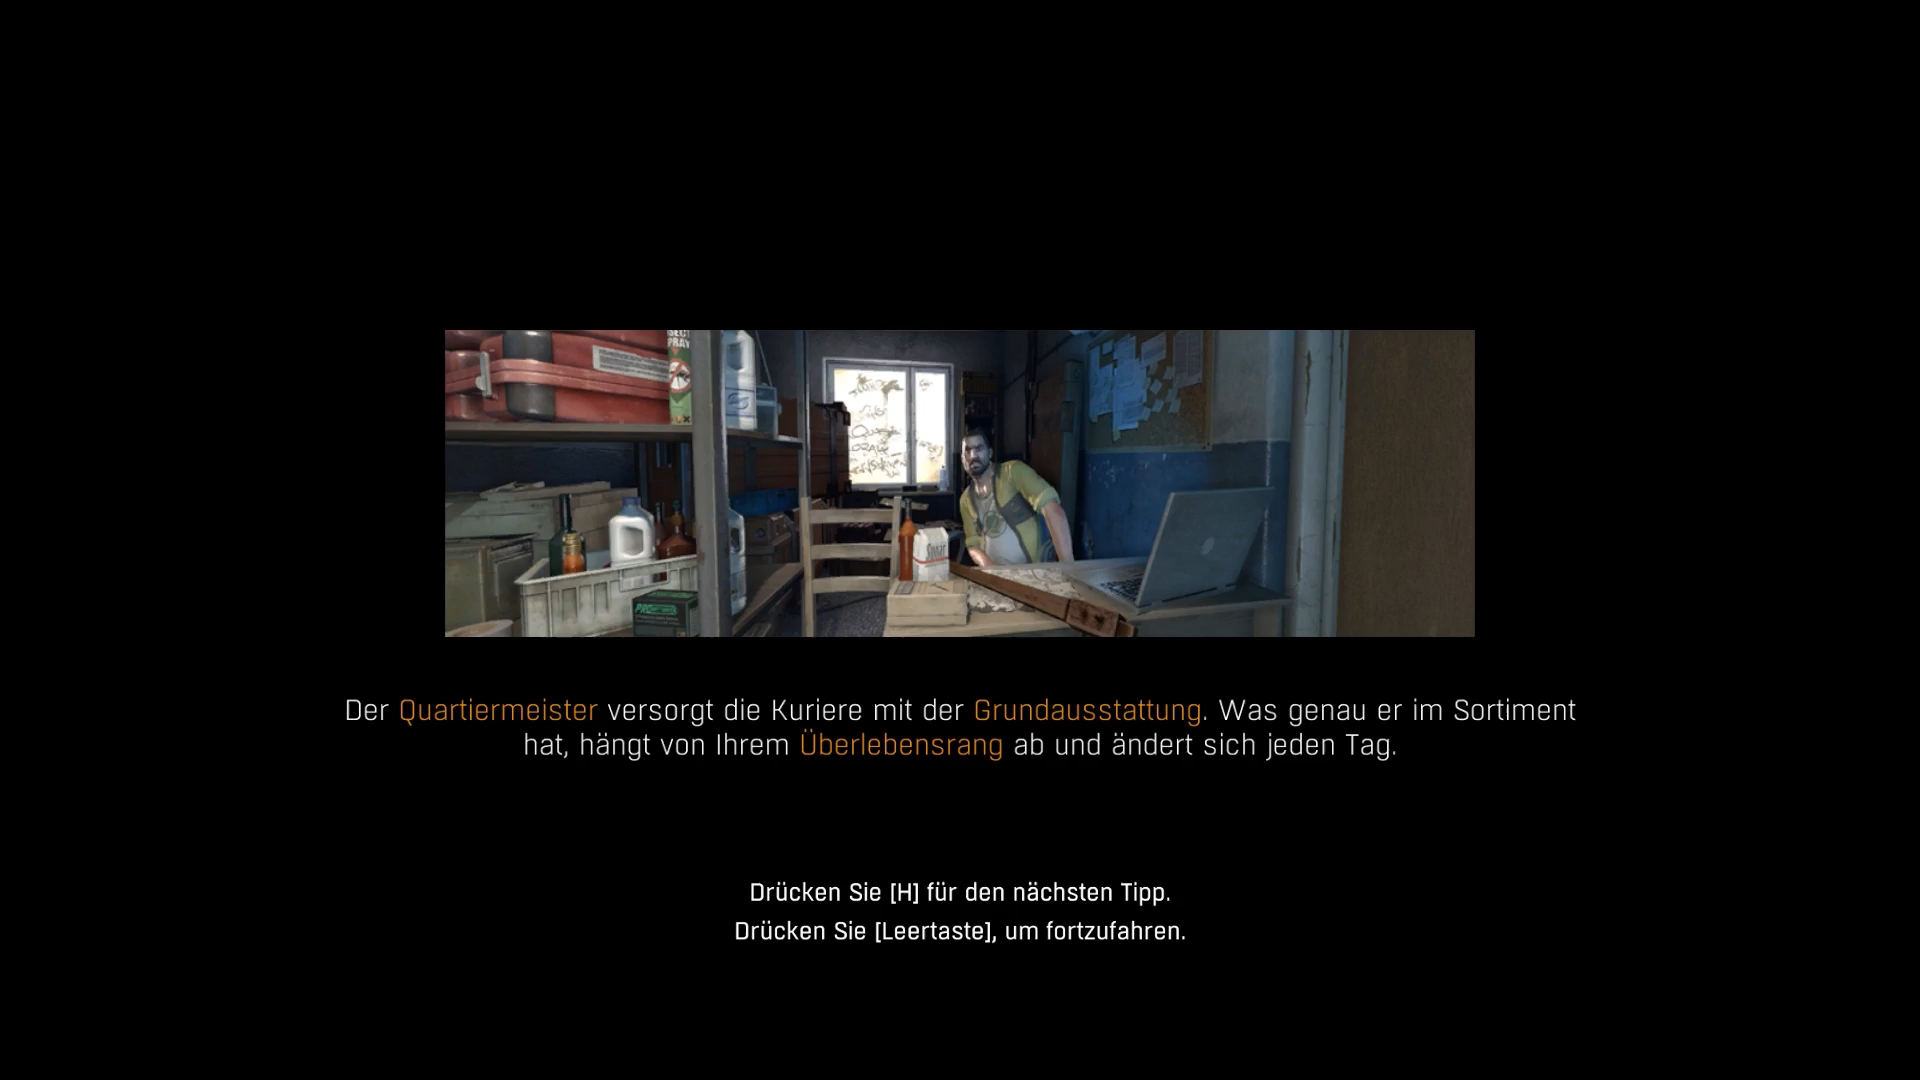 Der Quartiermeister versorgt die Kuriere mit der Grundausstattung. Was genau er im Sortiment
hat, hängt von Ihrem Überlebensrang ab und ändert sich jeden Tag.
Drücken Sie [H] für den nächsten Tipp.
Drücken Sie [Leertaste], um fortzufahren.